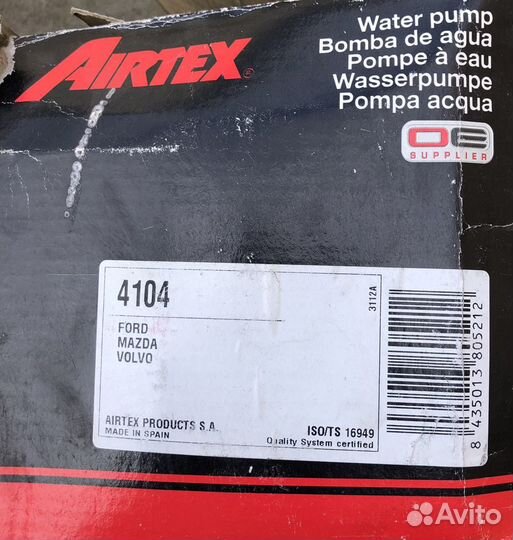 AIRTEX®
Water pump
Bomba de agua
Pompe à eau
Wasserpumpe
Pompa acqua
OE
SUPPLIER
4104
3112A
FORD
MAZDA
VOLVO
AIRTEX PRODUCTS S.A.
MADE IN SPAIN
ISO/TS 16949
Quality System certified
8 435013 805212
Avito